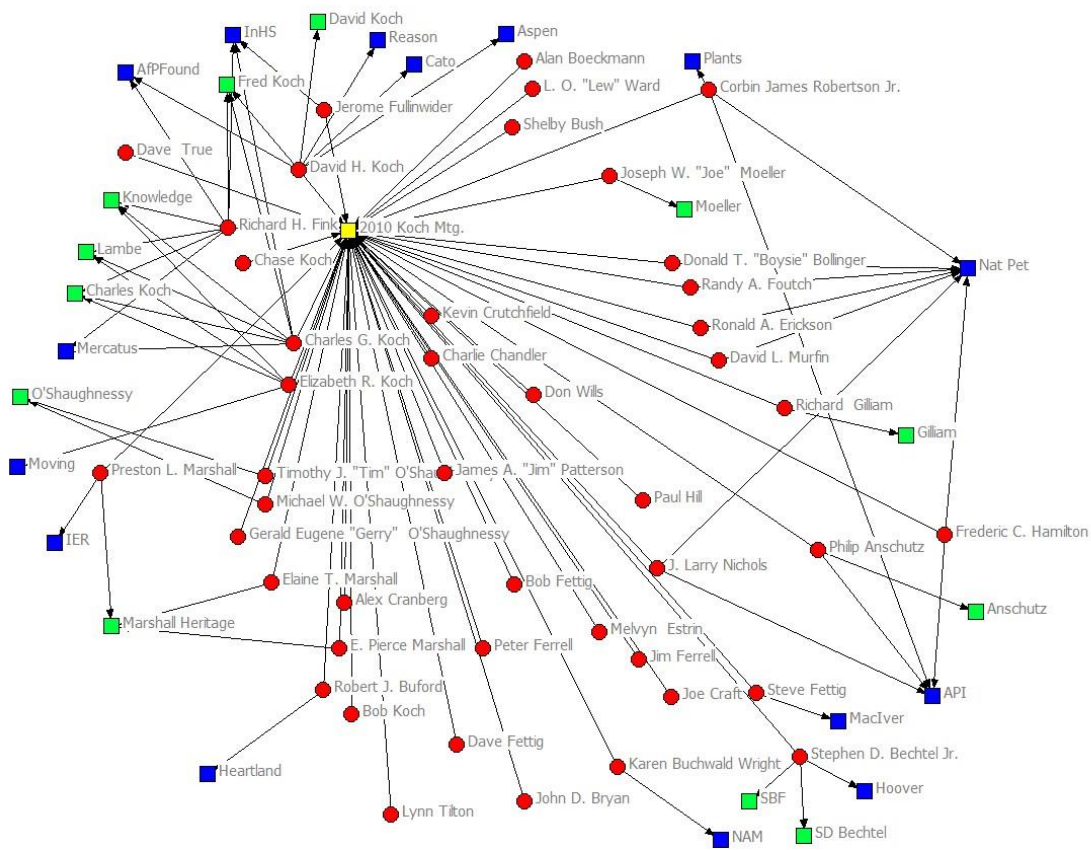 David Koch
InHS
Reason
Aspen
AfPFound
Cato
Alan Boeckmann
Plants
Fred Koch
L. O. "Lew" Ward
Corbin James Robertson Jr.
Jerome Fullinwider
Shelby Bush
Dave True
David H. Koch
Joseph W. "Joe" Moeller
Knowledge
Moeller
Richard H. Fink
2010 Koch Mtg.
Lambe
Chase Koch
Donald T. "Boysie" Bollinger
Nat Pet
Charles Koch
Randy A. Foutch
Kevin Crutchfield
Ronald A. Erickson
Mercatus
Charles G. Koch
Charlie Chandler
David L. Murfin
Elizabeth R. Koch
O'Shaughnessy
Don Wills
Richard Gilliam
Gilliam
Moving
Preston L. Marshall
Timothy J. "Tim" O'Shau
James A. "Jim" Patterson
Michael W. O'Shaughnessy
Paul Hill
IER
Gerald Eugene "Gerry" O'Shaughnessy
Frederic C. Hamilton
Philip Anschutz
J. Larry Nichols
Elaine T. Marshall
Bob Fettig
Alex Cranberg
Anschutz
Marshall Heritage
Melvyn Estrin
E. Pierce Marshall
Peter Ferrell
Jim Ferrell
Robert J. Buford
Joe Craft
Steve Fettig
API
Bob Koch
MacIver
Dave Fettig
Stephen D. Bechtel Jr.
Heartland
Karen Buchwald Wright
Hoover
SBF
Lynn Tilton
John D. Bryan
NAM
SD Bechtel